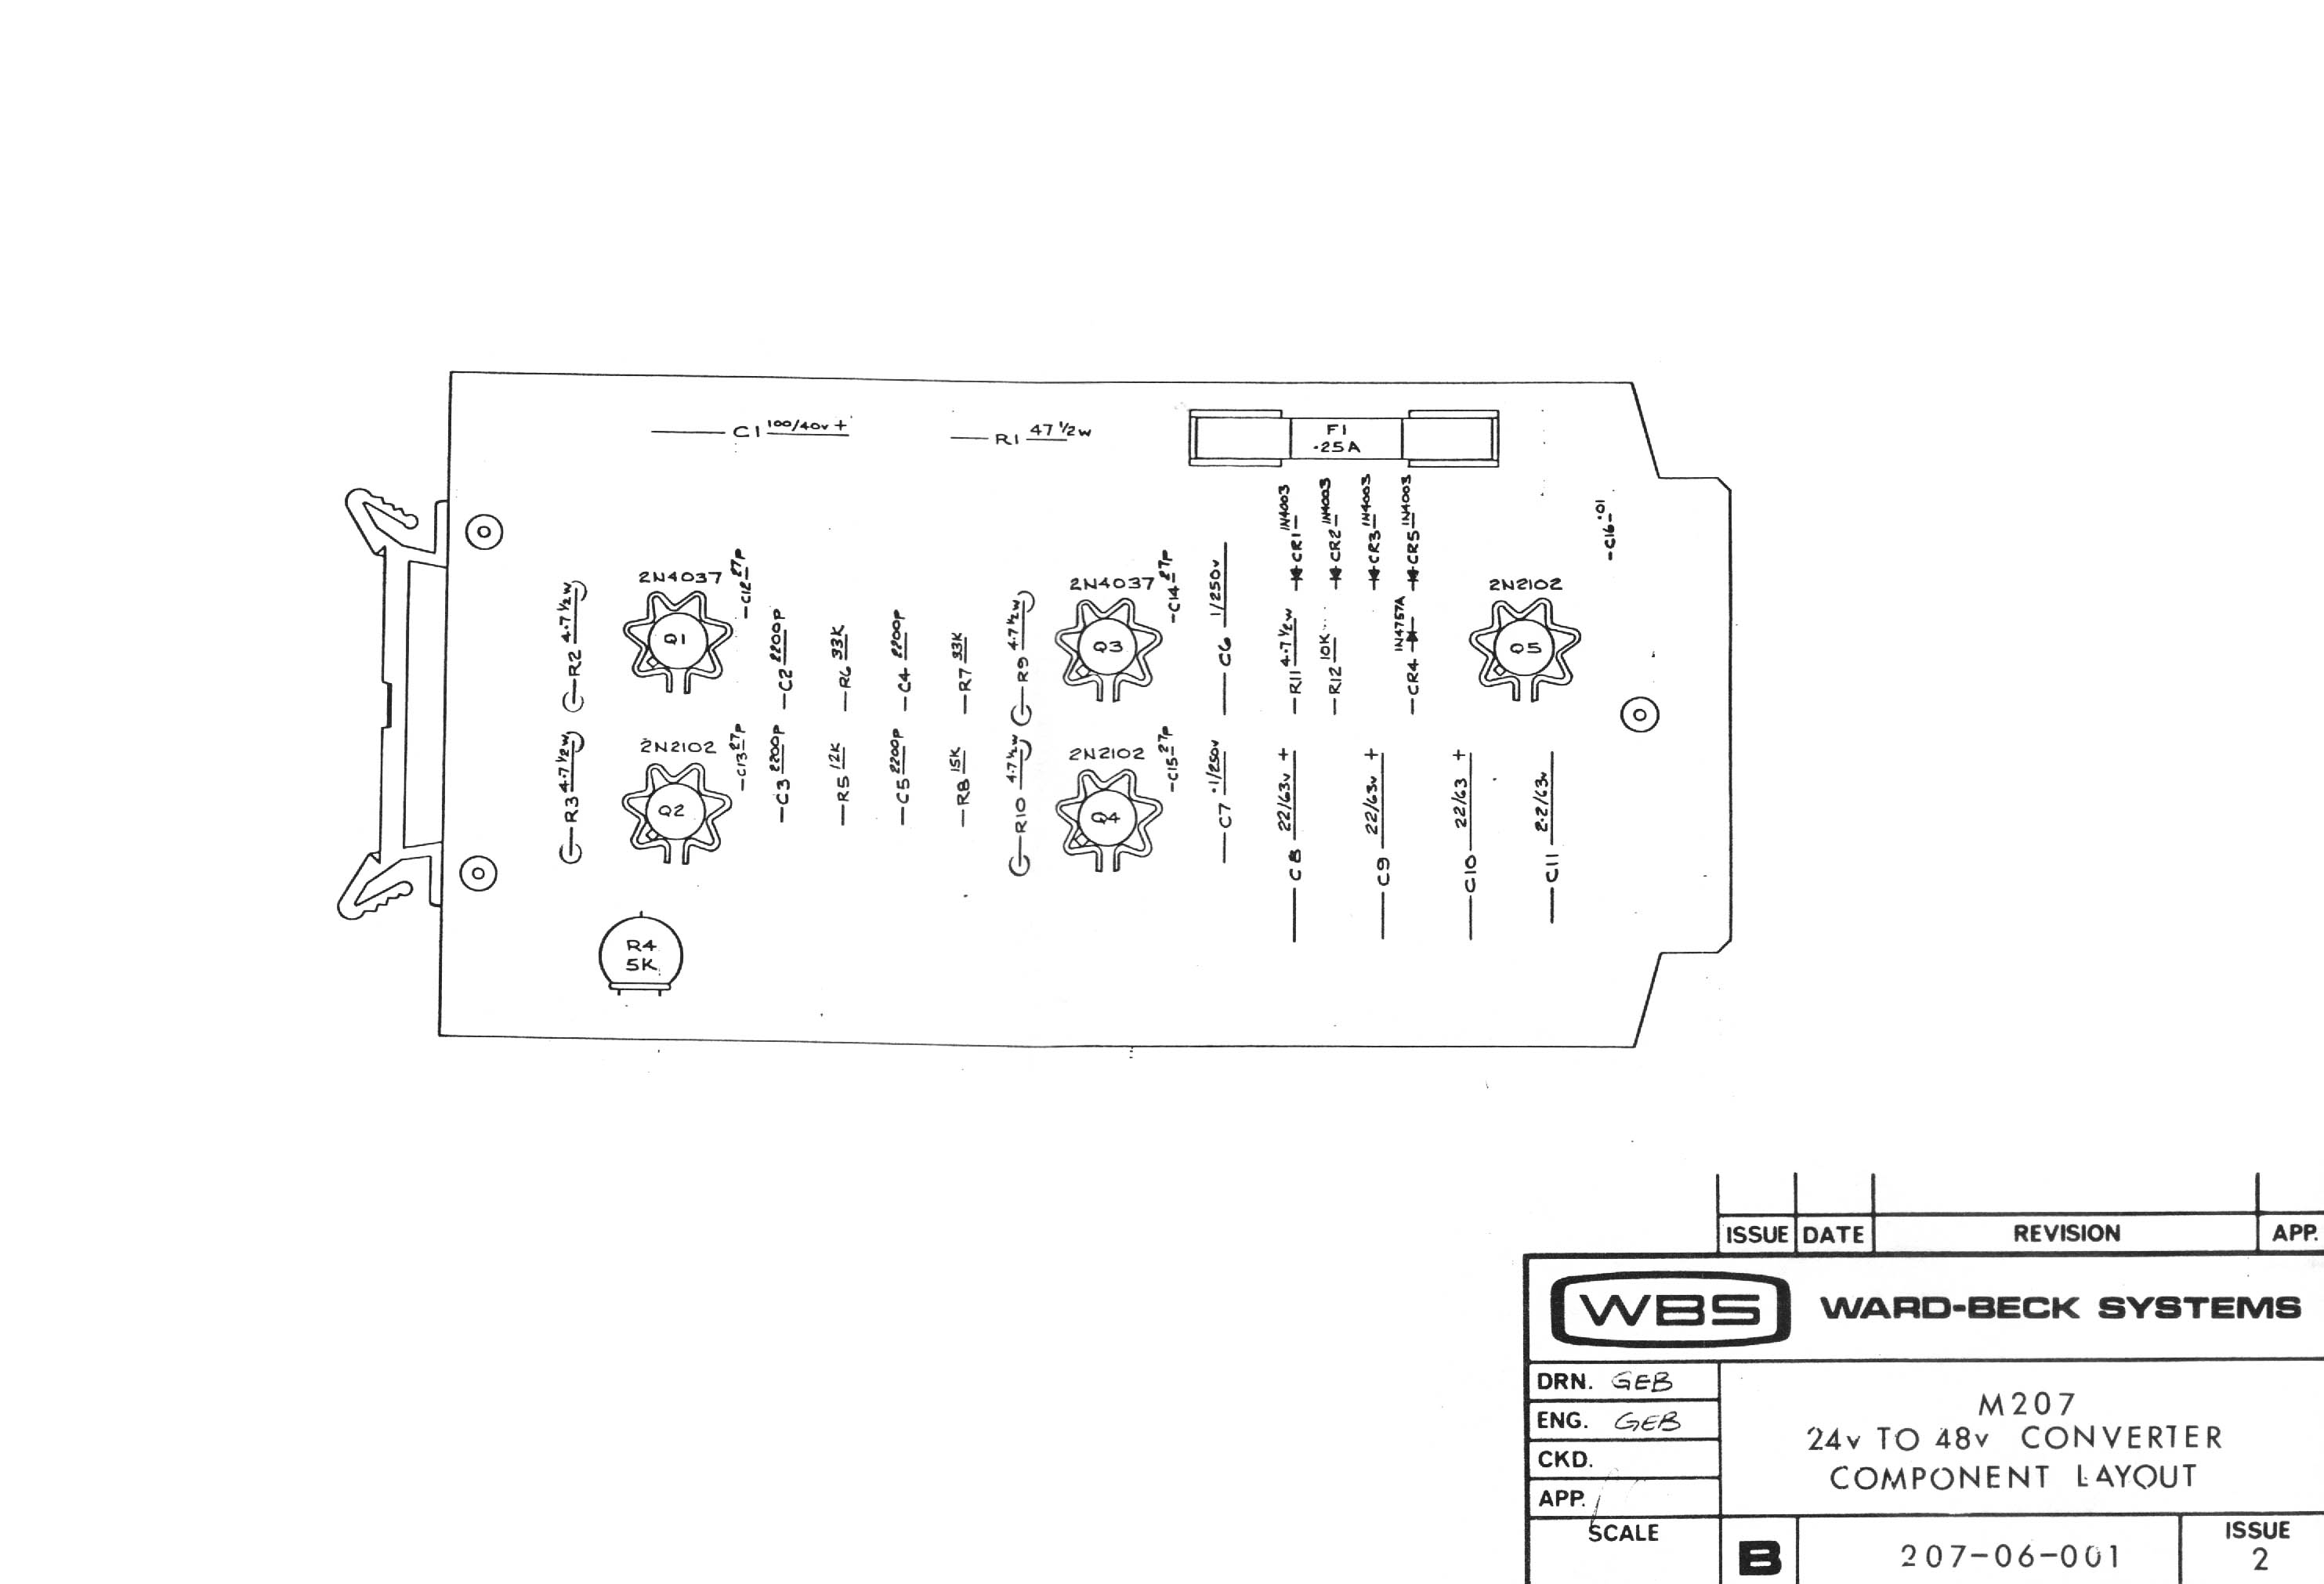 C1 100/40v +
R1 47 ½w
F1
.25A
CR1 1N4003
CR2 1N4003
CR3 1N4003
CR5 1N4003
C16 .01
2N4037
Q1
C12 27P
R2 4.7 ½w
C2 2200P
R6 33K
C4 2200P
R7 33K
R9 4.7 ½w
2N4037
Q3
C14 27P
C6 1/250v
R11 4.7 ½w
R12 10K
CR4 1N4757A
2N2102
Q5
R3 4.7 ½w
2N2102
Q2
C13 27P
C3 2200P
R5 12K
C5 2200P
R8 15K
R10 4.7 ½w
2N2102
Q4
C15 27P
C7 .1/250v
C8 22/63v +
C9 22/63v +
C10 22/63 +
C11 2.2/63v
R4
5K
ISSUE DATE REVISION APP.
WBS WARD-BECK SYSTEMS
DRN. GEB
ENG. GEB
CKD.
APP.
M207
24v TO 48v CONVERTER
COMPONENT LAYOUT
SCALE
B
207-06-001
ISSUE
2